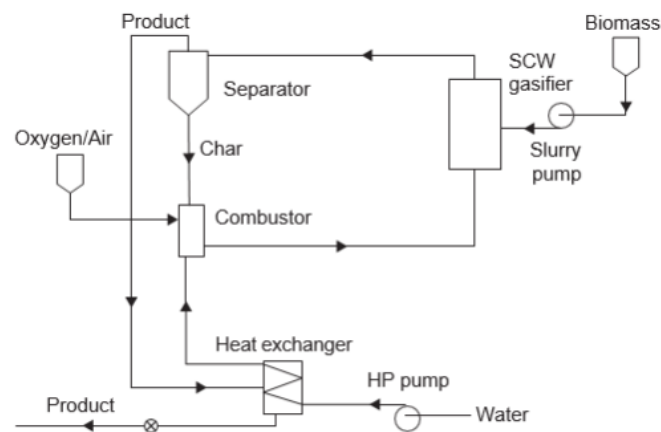 Product
Biomass
SCW
gasifier
Separator
Oxygen/Air
Char
Slurry
pump
Combustor
Heat exchanger
HP pump
Product
Water